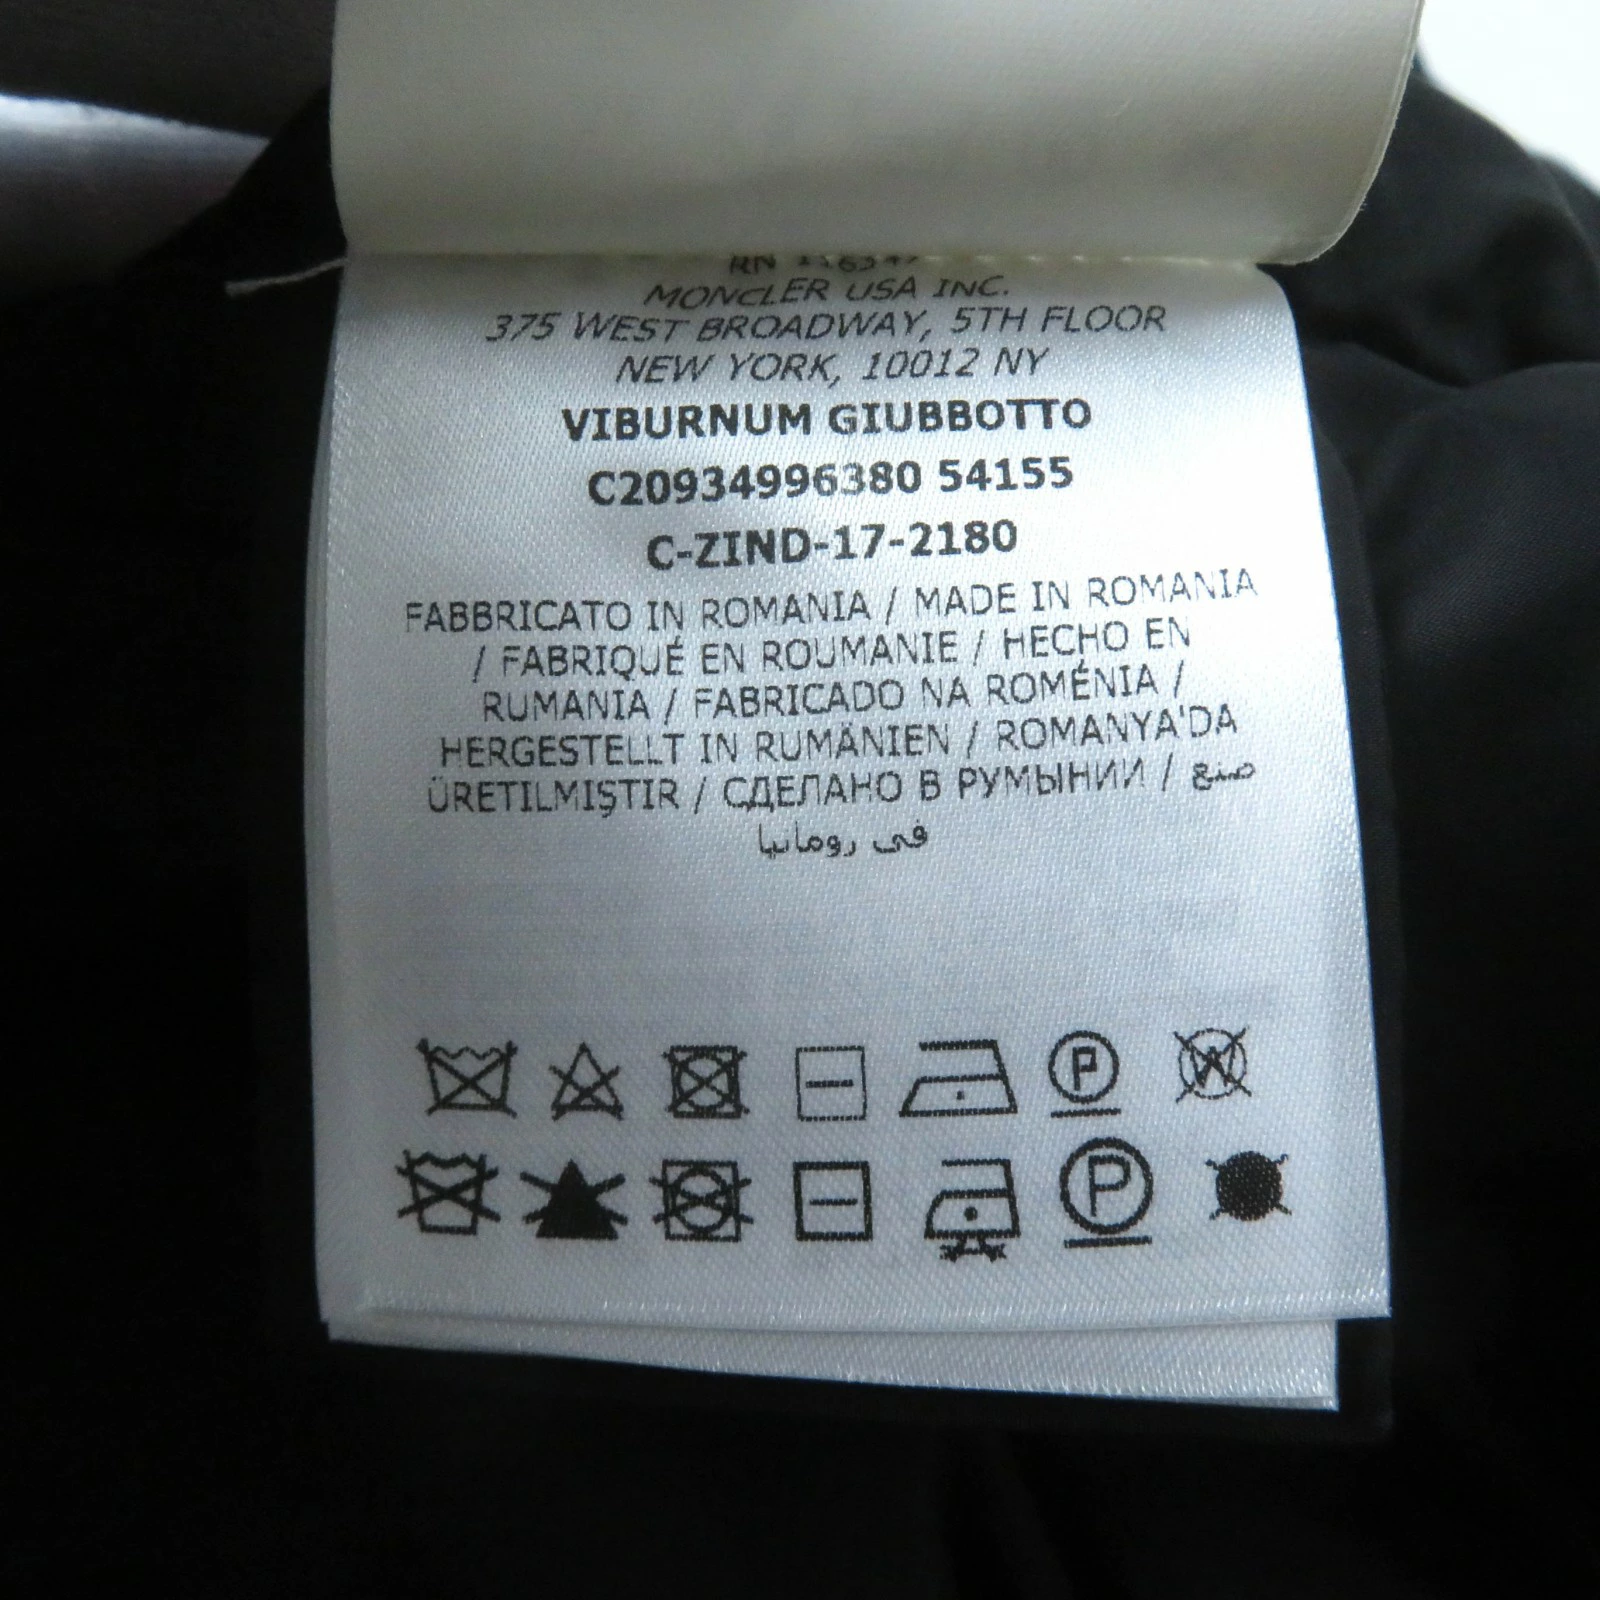 RN 116347
MONCLER USA INC.
375 WEST BROADWAY, 5TH FLOOR
NEW YORK, 10012 NY
VIBURNUM GIUBBOTTO
C20934996380 54155
C-ZIND-17-2180
FABBRICATO IN ROMANIA / MADE IN ROMANIA
/ FABRIQUÉ EN ROUMANIE / HECHO EN
RUMANIA / FABRICADO NA ROMÉNIA /
HERGESTELLT IN RUMÄNIEN / ROMANYA'DA
ÜRETILMIŞTIR / СДЕЛАНО В РУМЫНИИ / صنع
في رومانيا
P W
P